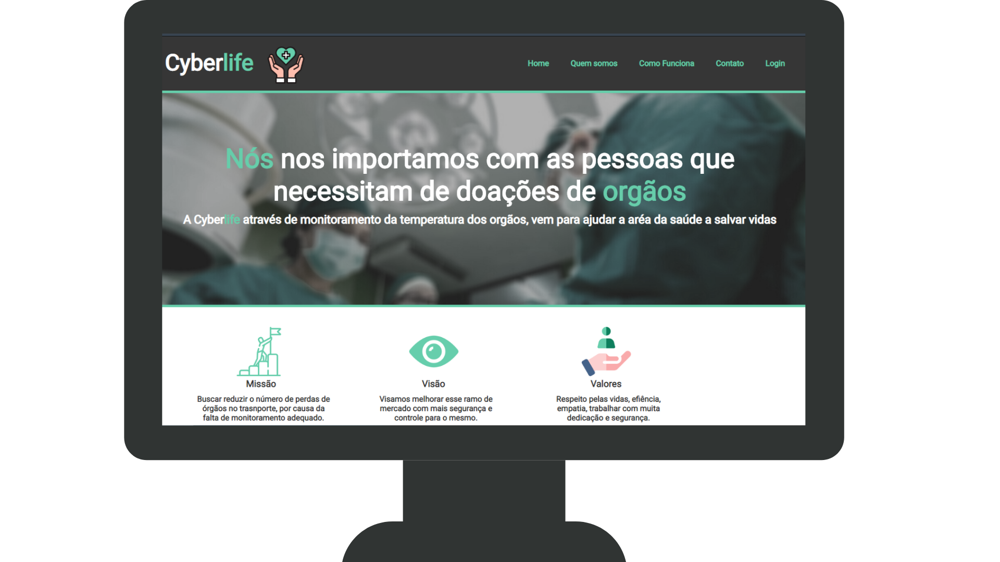 Cyberlife
Home Quem somos Como Funciona Contato Login
Nós nos importamos com as pessoas que
necessitam de doações de orgãos
A Cyberlife através de monitoramento da temperatura dos orgãos, vem para ajudar a aréa da saúde a salvar vidas
Missão
Buscar reduzir o número de perdas de
órgãos no trasnporte, por causa da
falta de monitoramento adequado.
Visão
Visamos melhorar esse ramo de
mercado com mais segurança e
controle para o mesmo.
Valores
Respeito pelas vidas, efiência,
empatia, trabalhar com muita
dedicação e segurança.